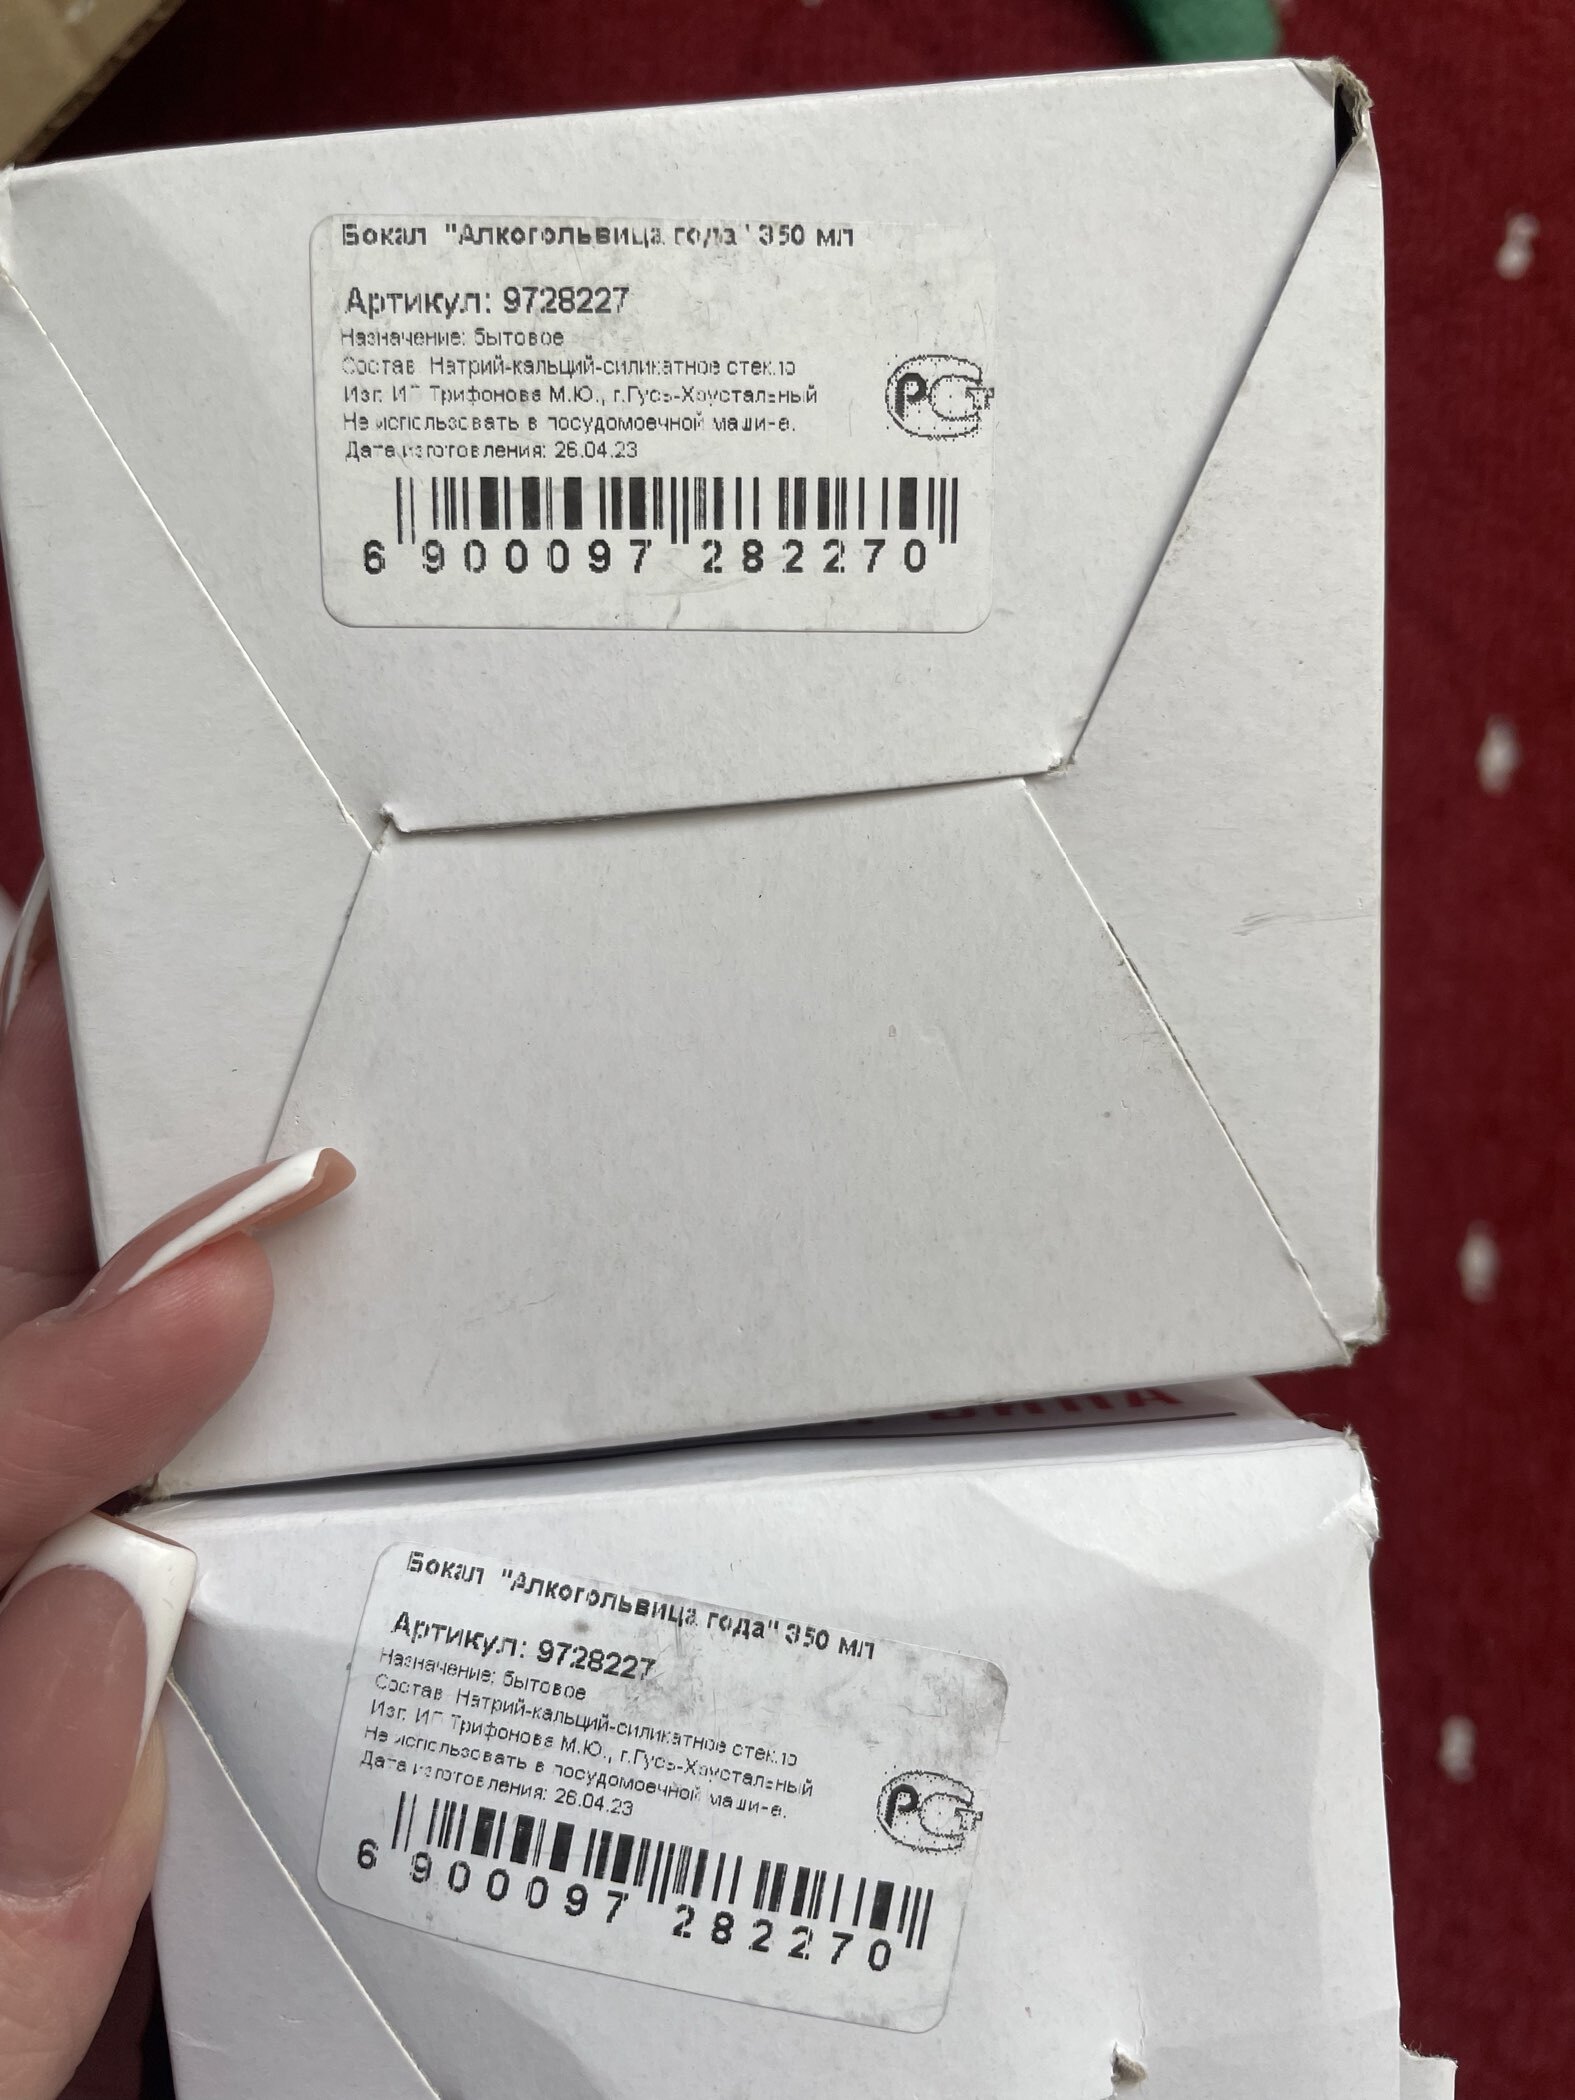 Бокал "Алкогольвица года" 350 мл
Артикул: 9728227
Назначение: бытовое
Состав: Натрий-кальций-силикатное стекло
Изг. ИП Трифонова М.Ю., г.Гусь-Хрустальный
Не использовать в посудомоечной машине.
Дата изготовления: 26.04.23
РСТ
6 900097 282270
Бокал "Алкогольвица года" 350 мл
Артикул: 9728227
Назначение: бытовое
Состав: Натрий-кальций-силикатное стекло
Изг. ИП Трифонова М.Ю., г.Гусь-Хрустальный
Не использовать в посудомоечной машине.
Дата изготовления: 26.04.23
РСТ
6 900097 282270